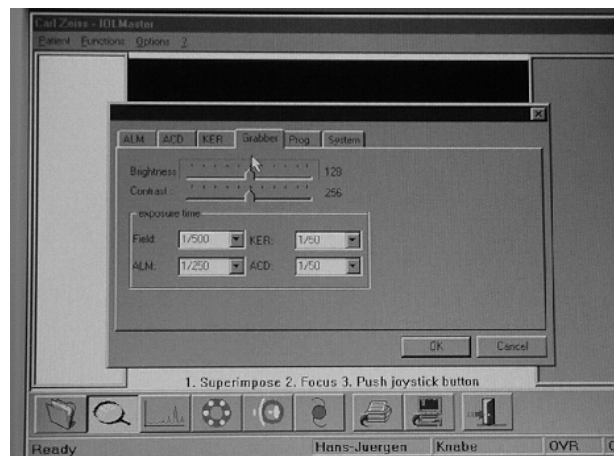 Carl Zeiss - IOLMaster
Patient Functions Options ?
ALM ACD KER Grabber Prog. System
Brightness: 128
Contrast: 256
exposure time
Field: 1/500 KER: 1/50
ALM: 1/250 ACD: 1/50
OK Cancel
1. Superimpose 2. Focus 3. Push joystick button
Ready Hans-Juergen Knabe OVR